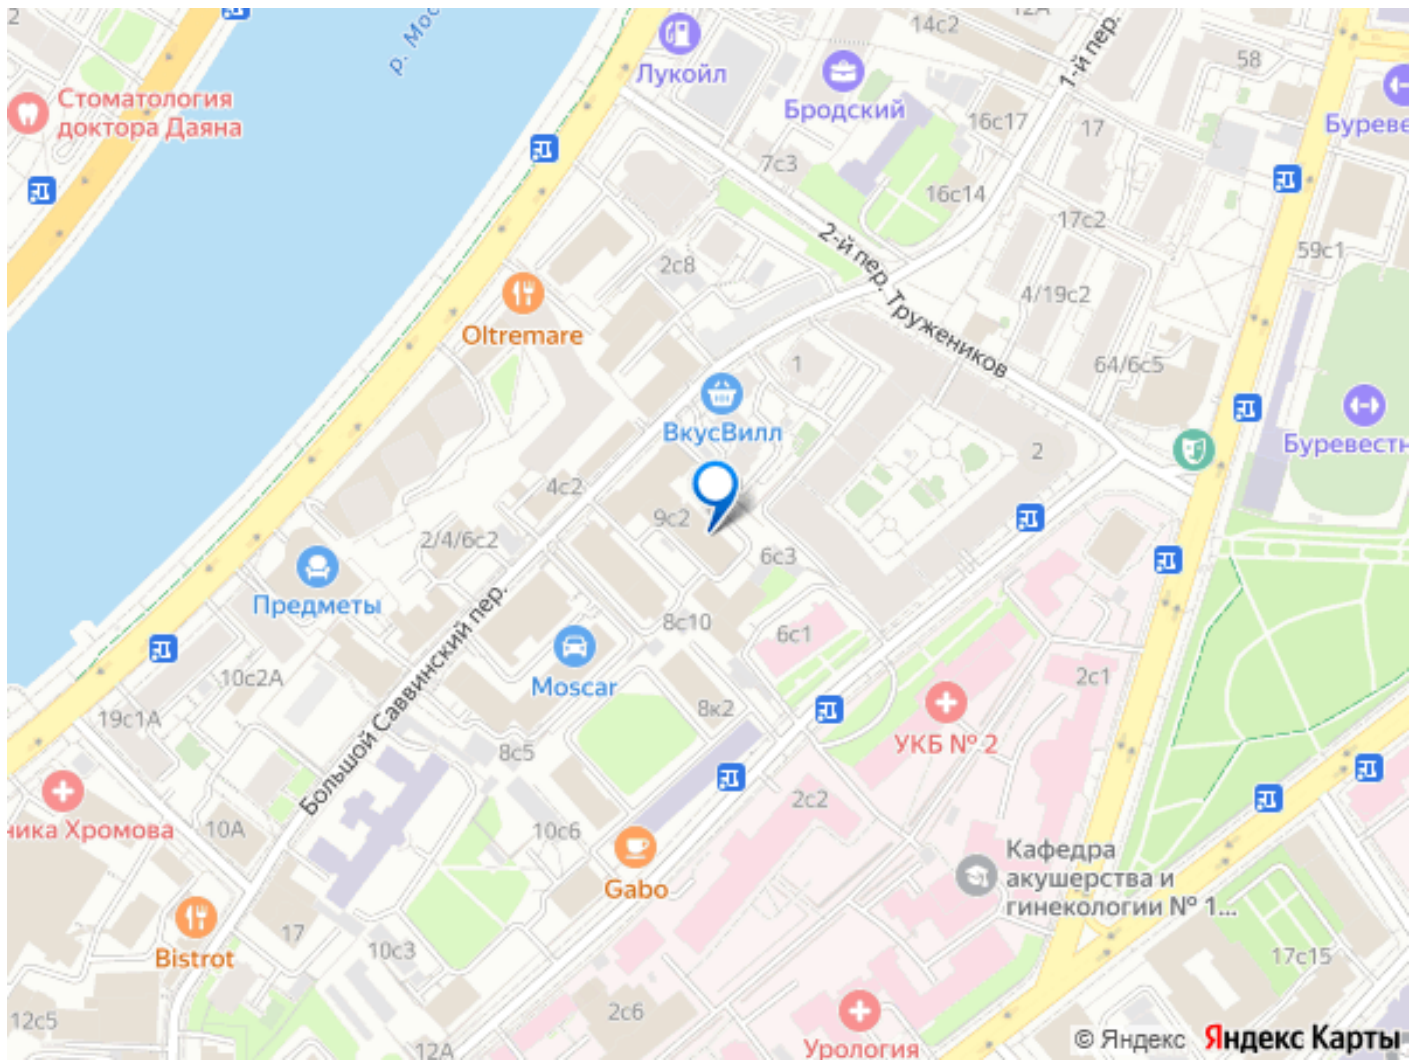 2
14с2
12А
1-й пер.
58
р. Мос
Лукойл
Бродский
Стоматология
доктора Даяна
Буреве
16с17
17
7с3
16с14
17с2
59с1
2-й пер. Тружеников
2с8
4/19с2
Oltremare
1
64/6с5
ВкусВилл
Буревестн
2
4с2
9с2
2/4/6с2
6с3
Предметы
8с10
6с1
Большой Саввинский пер.
10с2А
Moscar
2с1
19с1А
8к2
УКБ № 2
8с5
2с2
ника Хромова
10А
10с6
Кафедра
акушерства и
гинекологии № 1...
Gabo
17
10с3
Bistrot
17с15
12с5
2с6
12А
Урология
© Яндекс Яндекс Карты